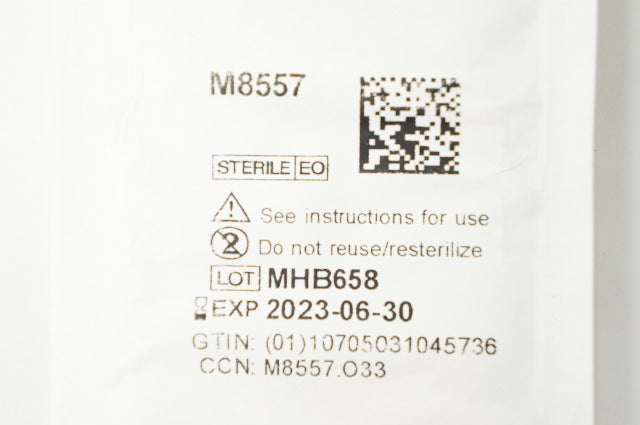 M8557
STERILE EO
See instructions for use
2 Do not reuse/resterilize
LOT MHB658
EXP 2023-06-30
GTIN: (01)10705031045736
CCN: M8557.O33